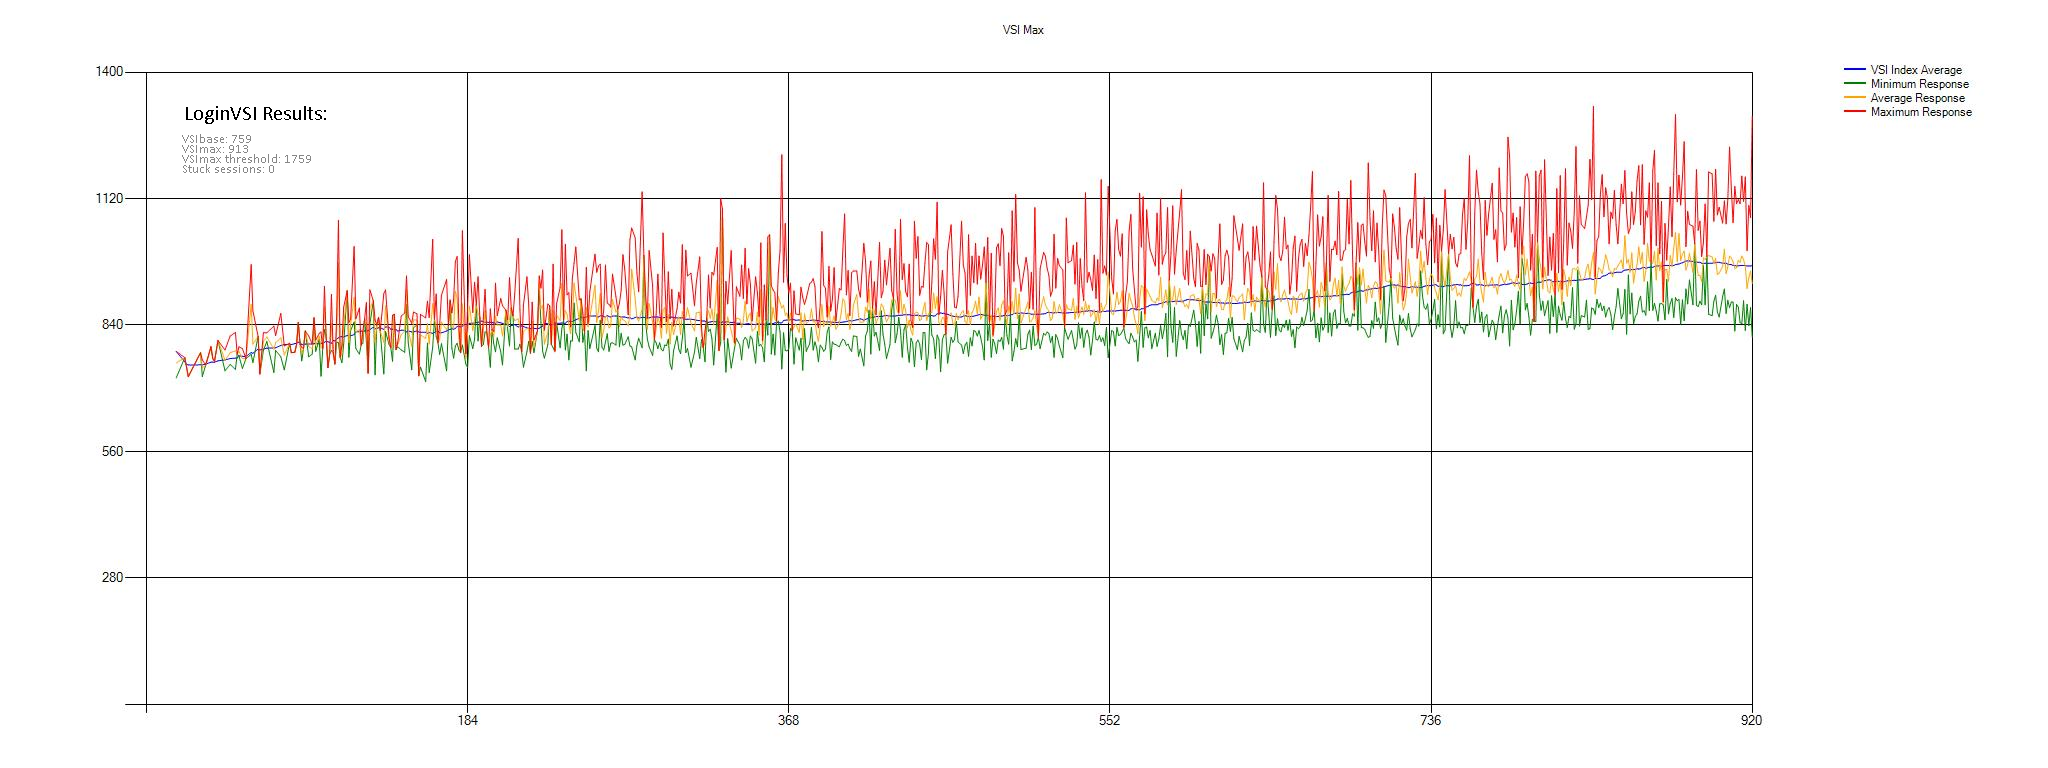 VSI Max
1400
1120
840
560
280
184
368
552
736
920
LoginVSI Results:
VSIbase: 759
VSImax: 913
VSImax threshold: 1759
Stuck sessions: 0
VSI Index Average
Minimum Response
Average Response
Maximum Response